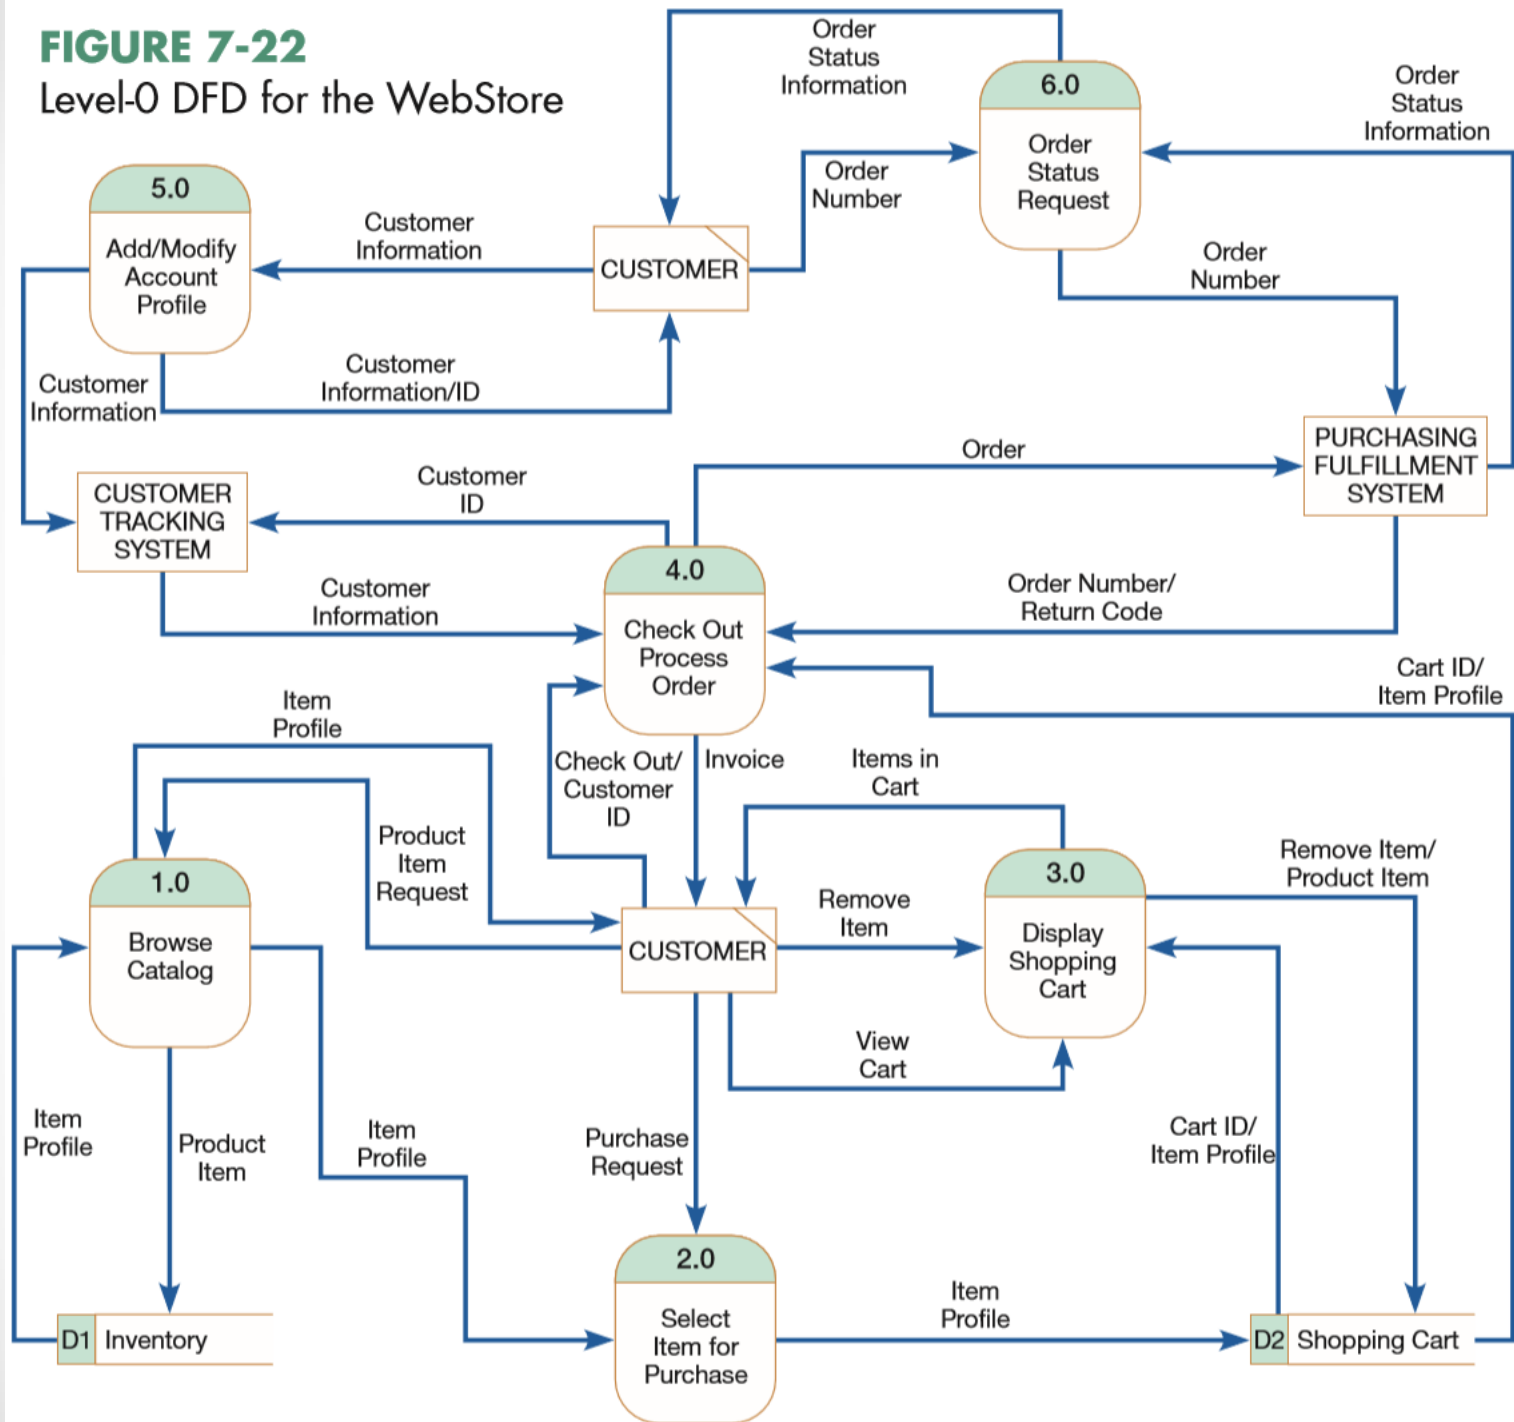 FIGURE 7-22
Level-0 DFD for the WebStore
Order
Status
Information
6.0
Order
Status
Request
Order
Status
Information
Order
Number
5.0
Add/Modify
Account
Profile
Customer
Information
CUSTOMER
Order
Number
Customer
Information/ID
Customer
Information
PURCHASING
FULFILLMENT
SYSTEM
Order
Customer
ID
CUSTOMER
TRACKING
SYSTEM
4.0
Check Out
Process
Order
Customer
Information
Order Number/
Return Code
Cart ID/
Item Profile
Item
Profile
Check Out/
Customer
ID
Invoice
Items in
Cart
Product
Item
Request
1.0
Browse
Catalog
CUSTOMER
Remove
Item
3.0
Display
Shopping
Cart
Remove Item/
Product Item
View
Cart
Item
Profile
Product
Item
Item
Profile
Purchase
Request
Cart ID/
Item Profile
2.0
Select
Item for
Purchase
Item
Profile
D1 Inventory
D2 Shopping Cart